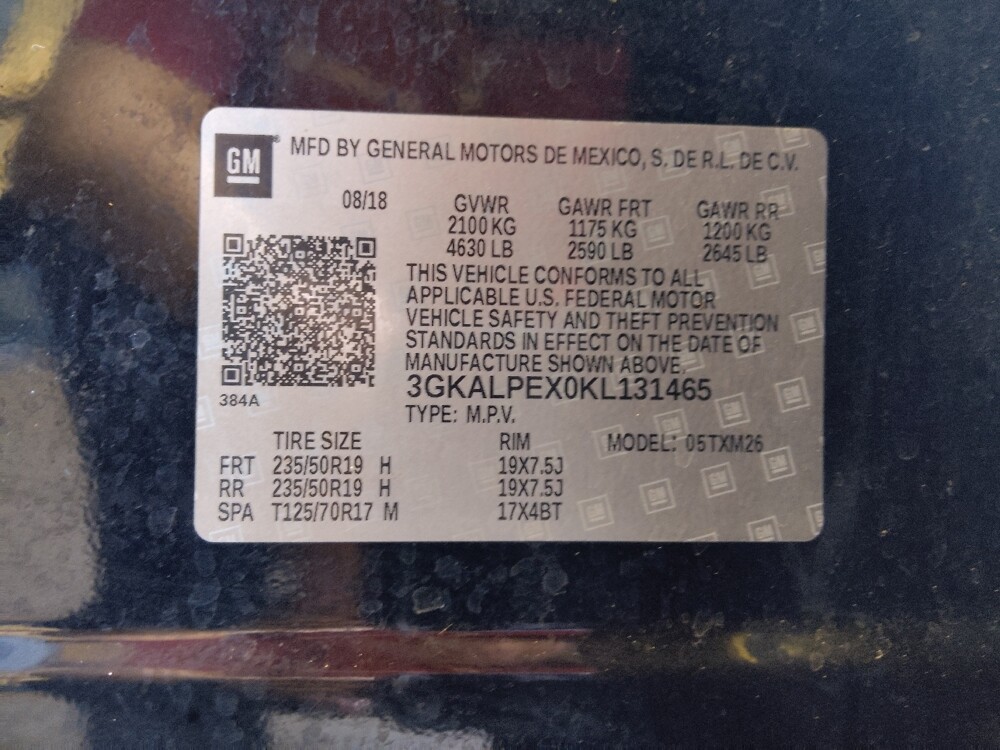 GM MFD BY GENERAL MOTORS DE MEXICO, S. DE R.L. DE C.V.
08/18 GVWR GAWR FRT GAWR RR
2100 KG 1175 KG 1200 KG
4630 LB 2590 LB 2645 LB
THIS VEHICLE CONFORMS TO ALL
APPLICABLE U.S. FEDERAL MOTOR
VEHICLE SAFETY AND THEFT PREVENTION
STANDARDS IN EFFECT ON THE DATE OF
MANUFACTURE SHOWN ABOVE.
3GKALPEX0KL131465
384A
TYPE: M.P.V.
TIRE SIZE RIM MODEL: 05TXM26
FRT 235/50R19 H 19X7.5J
RR 235/50R19 H 19X7.5J
SPA T125/70R17 M 17X4BT